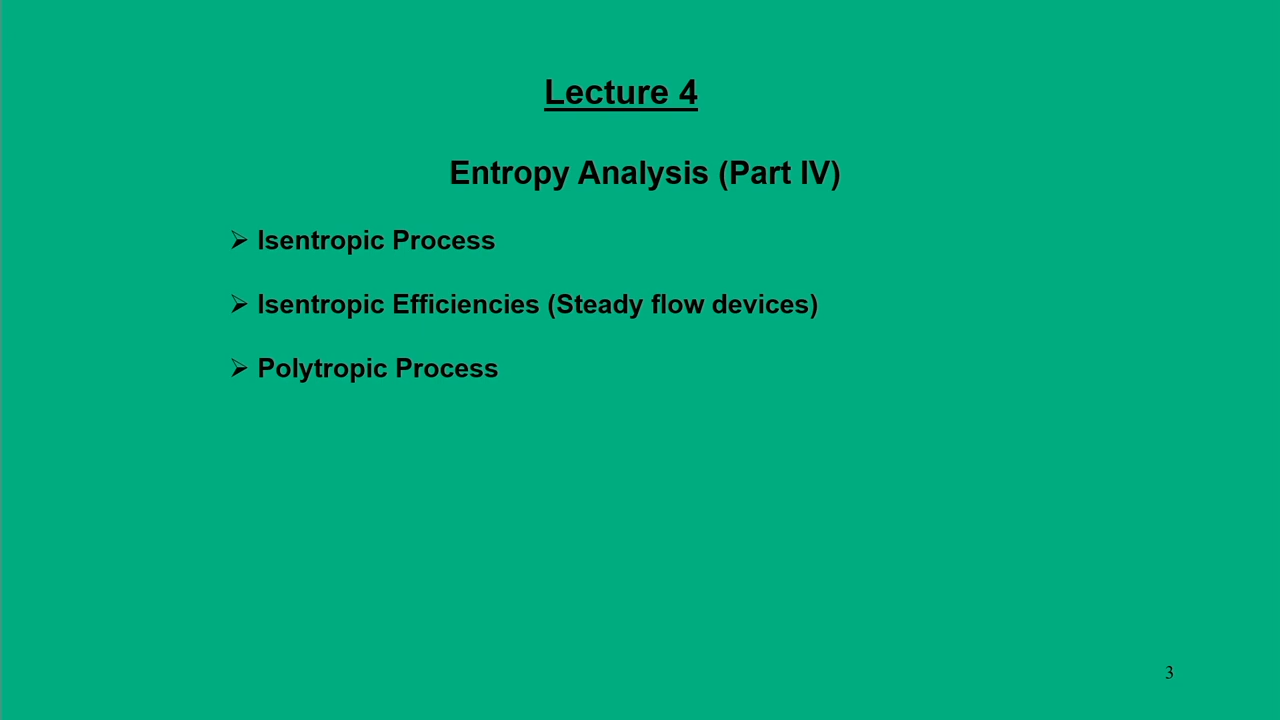 Lecture 4
Entropy Analysis (Part IV)
➢ Isentropic Process
➢ Isentropic Efficiencies (Steady flow devices)
➢ Polytropic Process
3